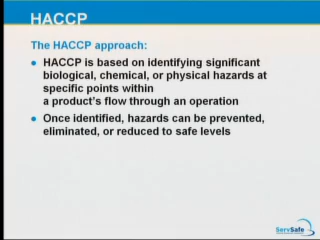 HACCP
The HACCP approach:
HACCP is based on identifying significant
biological, chemical, or physical hazards at
specific points within
a product's flow through an operation
Once identified, hazards can be prevented,
eliminated, or reduced to safe levels
ServSafe